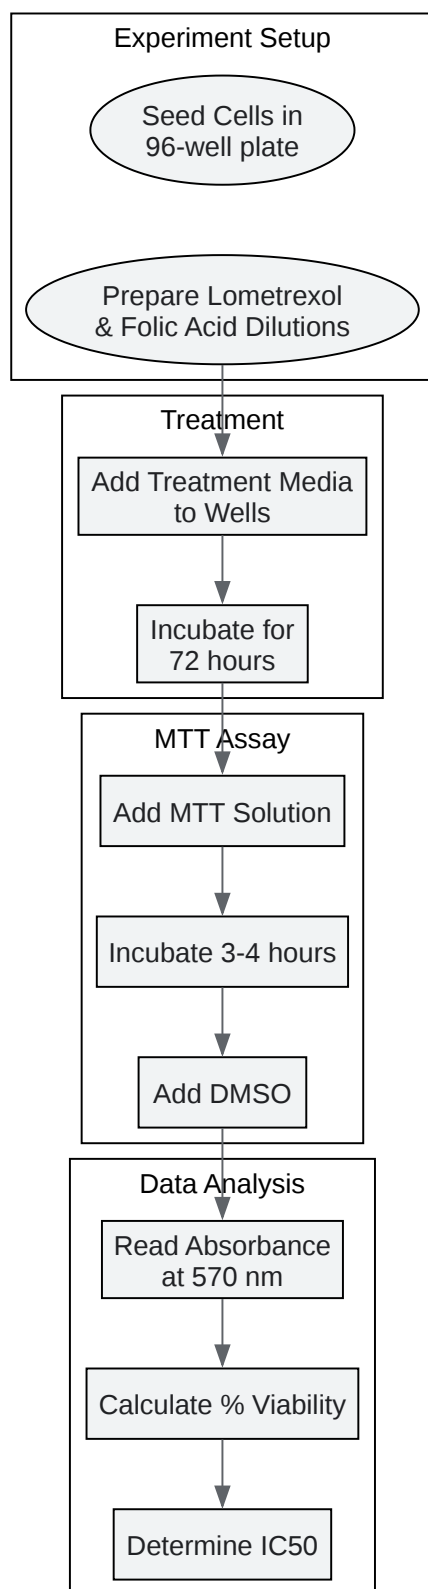 Experiment Setup
Seed Cells in
96-well plate
Prepare Lometrexol
& Folic Acid Dilutions
Treatment
Add Treatment Media
to Wells
Incubate for
72 hours
MTT Assay
Add MTT Solution
Incubate 3-4 hours
Add DMSO
Data Analysis
Read Absorbance
at 570 nm
Calculate % Viability
Determine IC50